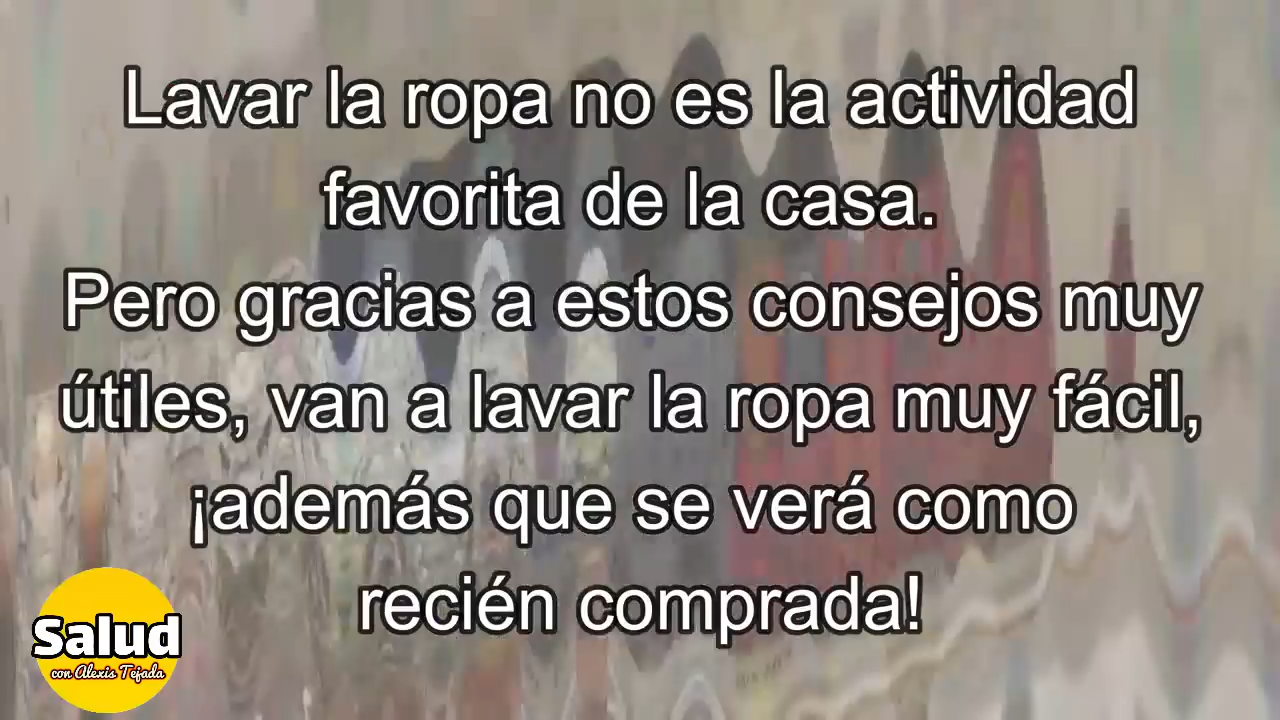 Lavar la ropa no es la actividad
favorita de la casa.
Pero gracias a estos consejos muy
útiles, van a lavar la ropa muy fácil,
¡además que se verá como
recién comprada!
Salud
con Alexis Tejada